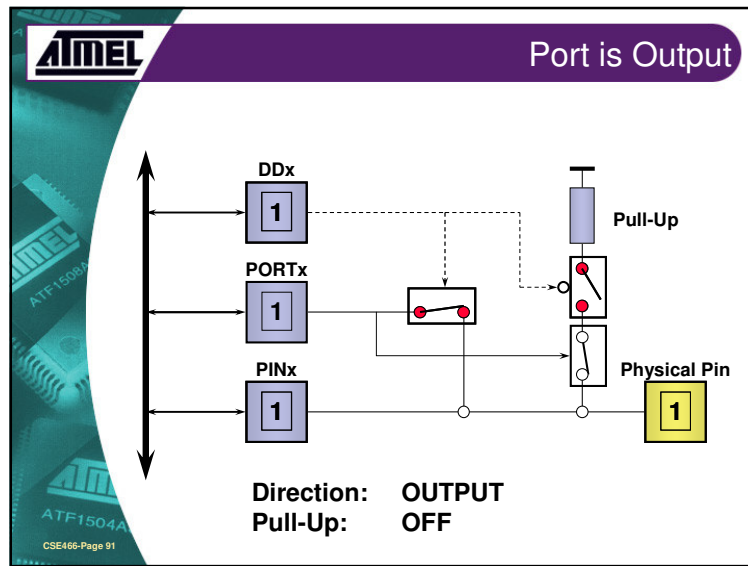 ATMEL
Port is Output
DDx
1
Pull-Up
PORTx
1
PINx
1
Physical Pin
1
Direction: OUTPUT
Pull-Up: OFF
ATMEL
ATF1508A
ATF1504A
CSE466-Page 91